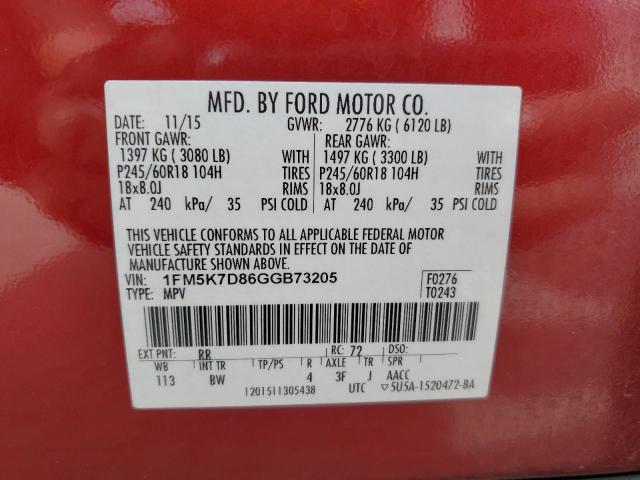 MFD. BY FORD MOTOR CO.
DATE: 11/15 GVWR: 2776 KG ( 6120 LB)
FRONT GAWR: REAR GAWR:
1397 KG ( 3080 LB) WITH 1497 KG ( 3300 LB) WITH
P245/60R18 104H TIRES P245/60R18 104H TIRES
18x8.0J RIMS 18x8.0J RIMS
AT 240 kPa/ 35 PSI COLD AT 240 kPa/ 35 PSI COLD
THIS VEHICLE CONFORMS TO ALL APPLICABLE FEDERAL MOTOR
VEHICLE SAFETY STANDARDS IN EFFECT ON THE DATE OF
MANUFACTURE SHOWN ABOVE.
VIN: 1FM5K7D86GGB73205 F0276
TYPE: MPV T0243
EXT PNT: RR RC: 72 DSO:
WB INT TR TP/PS R AXLE TR SPR
113 BW 4 3F J AACC
1201511305438 UTC ▽5U5A-1520472-BA